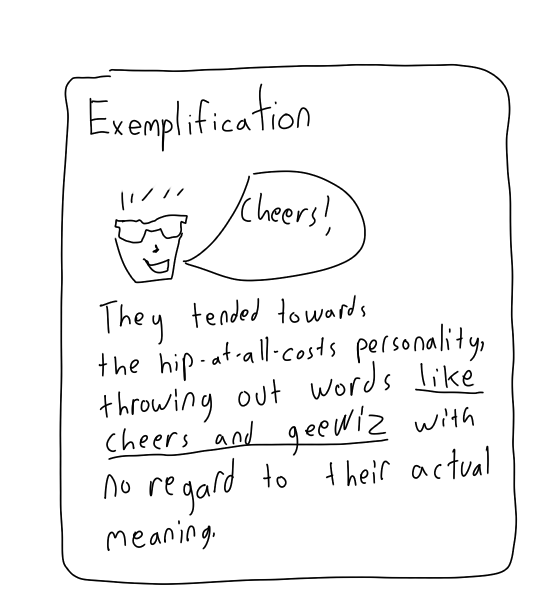 Exemplification
Cheers!
They tended towards
the hip-at-all-costs personality,
throwing out words like
cheers and geewiz with
no regard to their actual
meaning.